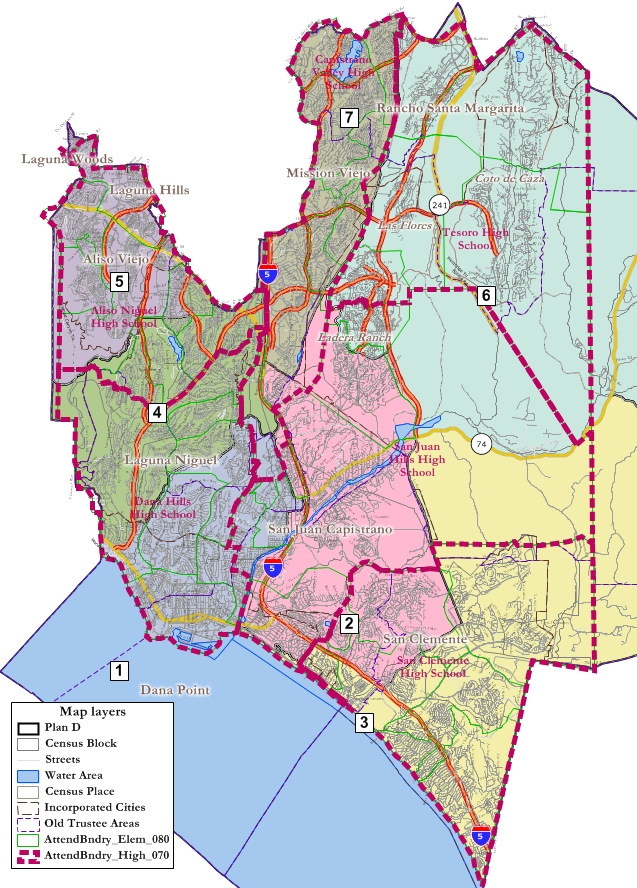 Capistrano
Valley High
School
7
Rancho Santa Margarita
Laguna Woods
Mission Viejo
Coto de Caza
Laguna Hills
241
Las Flores
Tesoro High
School
Aliso Viejo
5
5
6
Aliso Niguel
High School
Ladera Ranch
4
74
San Juan
Hills High
School
Laguna Niguel
Dana Hills
High School
San Juan Capistrano
5
2
San Clemente
San Clemente
High School
1
Dana Point
3
5
Map layers
Plan D
Census Block
Streets
Water Area
Census Place
Incorporated Cities
Old Trustee Areas
AttendBndry_Elem_080
AttendBndry_High_070